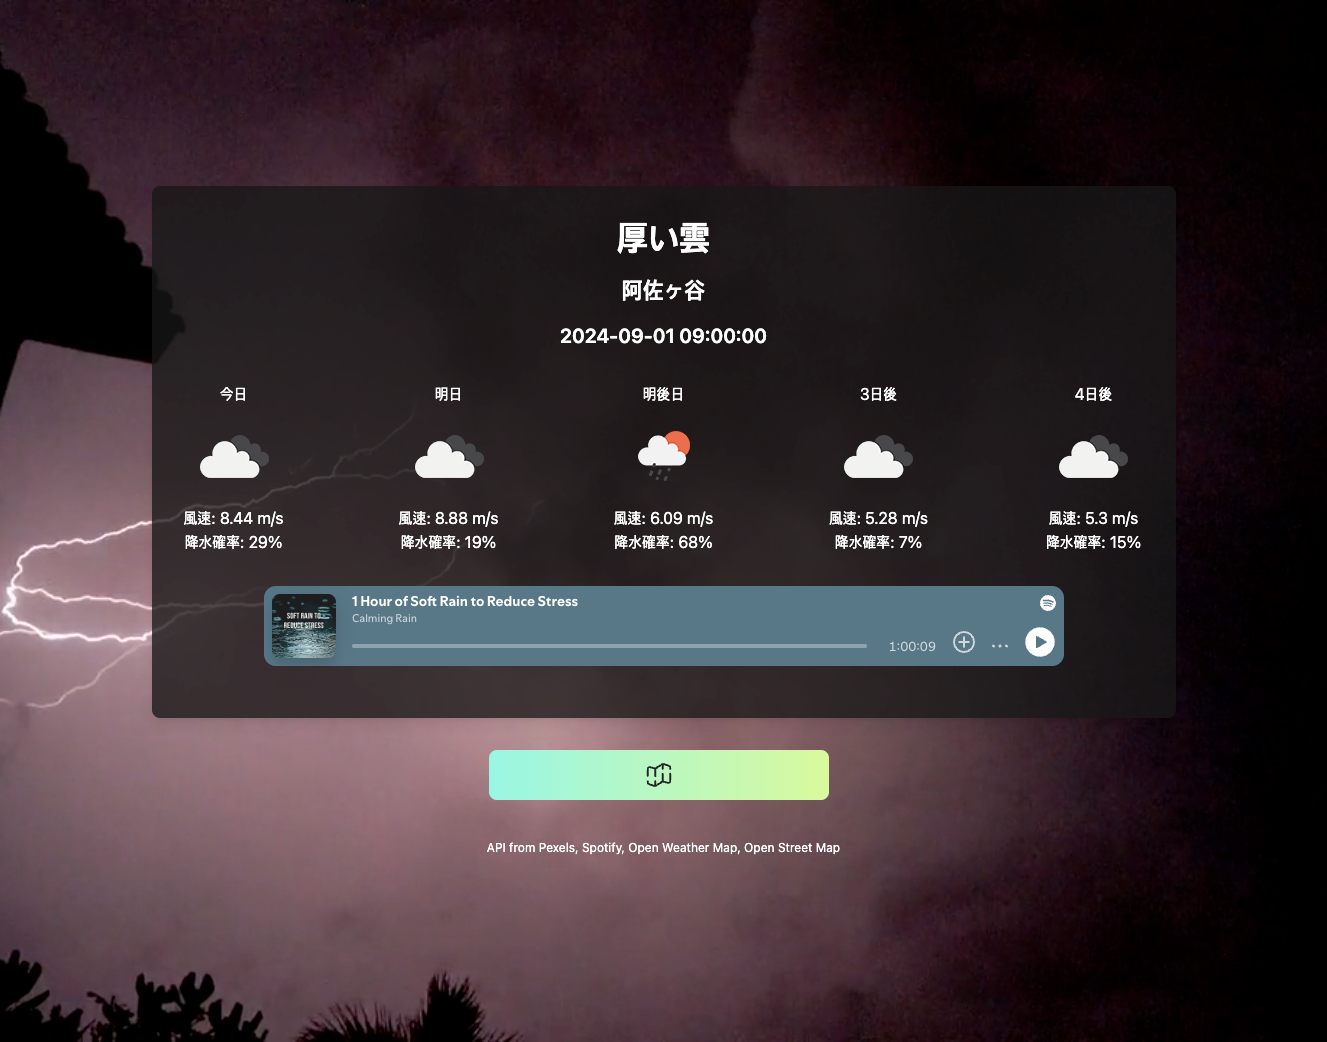 厚い雲
阿佐ヶ谷
2024-09-01 09:00:00
今日
明日
明後日
3日後
4日後
風速: 8.44 m/s
降水確率: 29%
風速: 8.88 m/s
降水確率: 19%
風速: 6.09 m/s
降水確率: 68%
風速: 5.28 m/s
降水確率: 7%
風速: 5.3 m/s
降水確率: 15%
SOFT RAIN TO
REDUCE STRESS
1 Hour of Soft Rain to Reduce Stress
Calming Rain
1:00:09
API from Pexels, Spotify, Open Weather Map, Open Street Map